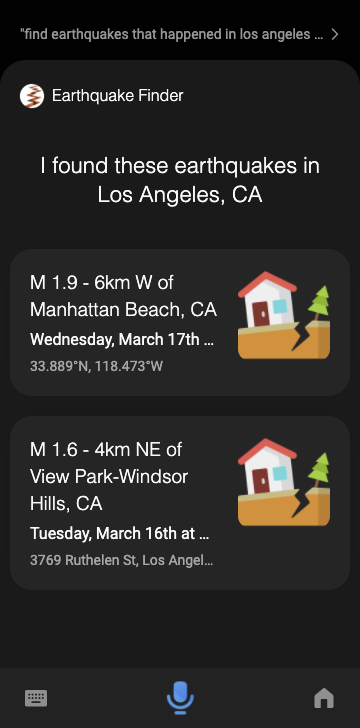 "find earthquakes that happened in los angeles ...
Earthquake Finder
I found these earthquakes in
Los Angeles, CA
M 1.9 - 6km W of
Manhattan Beach, CA
Wednesday, March 17th ...
33.889°N, 118.473°W
M 1.6 - 4km NE of
View Park-Windsor
Hills, CA
Tuesday, March 16th at ...
3769 Ruthelen St, Los Angel...